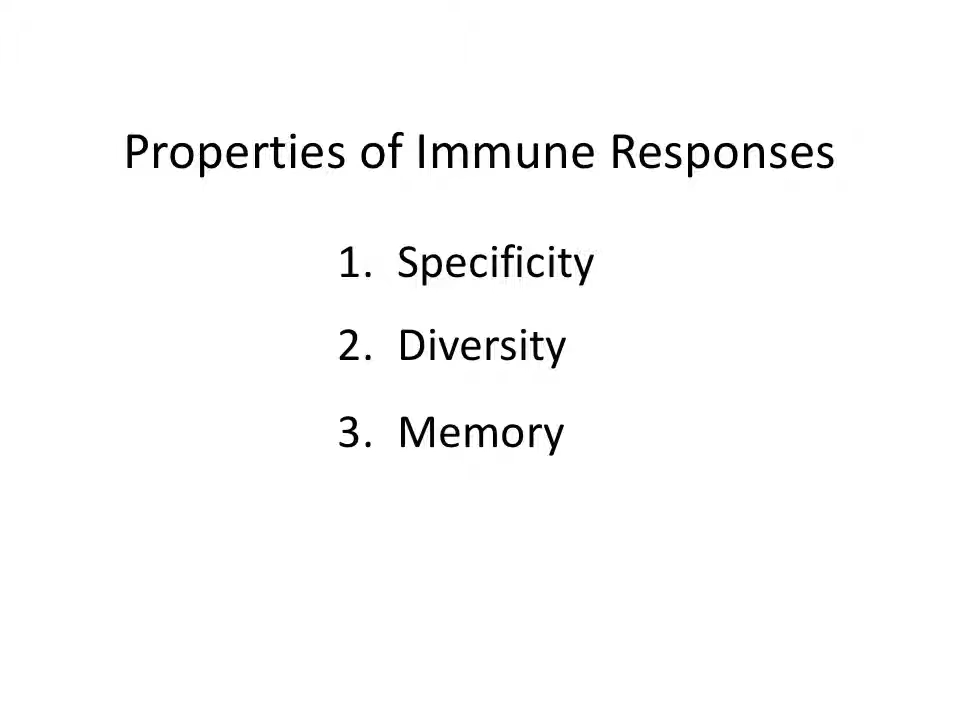 Properties of Immune Responses
1. Specificity
2. Diversity
3. Memory